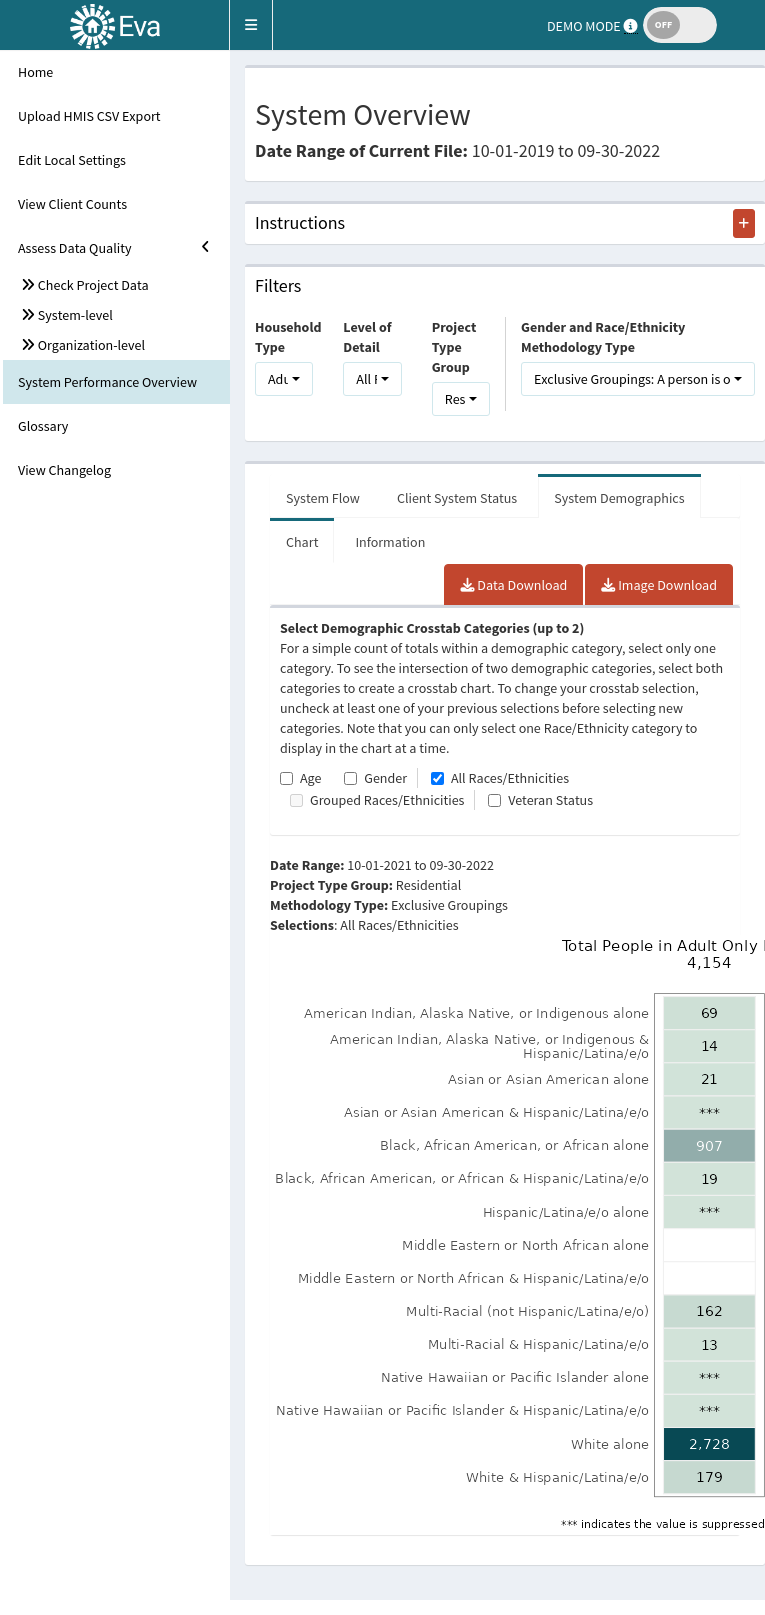 Eva
DEMO MODE
OFF
Home
Upload HMIS CSV Export
Edit Local Settings
View Client Counts
Assess Data Quality
Check Project Data
System-level
Organization-level
System Performance Overview
Glossary
View Changelog
System Overview
Date Range of Current File: 10-01-2019 to 09-30-2022
Instructions
+
Filters
Household
Type
Level of
Detail
Project
Type
Group
Gender and Race/Ethnicity
Methodology Type
Adu
All
Res
Exclusive Groupings: A person is o
System Flow
Client System Status
System Demographics
Chart
Information
Data Download
Image Download
Select Demographic Crosstab Categories (up to 2)
For a simple count of totals within a demographic category, select only one
category. To see the intersection of two demographic categories, select both
categories to create a crosstab chart. To change your crosstab selection,
uncheck at least one of your previous selections before selecting new
categories. Note that you can only select one Race/Ethnicity category to
display in the chart at a time.
Age Gender All Races/Ethnicities
Grouped Races/Ethnicities Veteran Status
Date Range: 10-01-2021 to 09-30-2022
Project Type Group: Residential
Methodology Type: Exclusive Groupings
Selections: All Races/Ethnicities
Total People in Adult Only
4,154
American Indian, Alaska Native, or Indigenous alone 69
American Indian, Alaska Native, or Indigenous &
Hispanic/Latina/e/o 14
Asian or Asian American alone 21
Asian or Asian American & Hispanic/Latina/e/o ***
Black, African American, or African alone 907
Black, African American, or African & Hispanic/Latina/e/o 19
Hispanic/Latina/e/o alone ***
Middle Eastern or North African alone
Middle Eastern or North African & Hispanic/Latina/e/o
Multi-Racial (not Hispanic/Latina/e/o) 162
Multi-Racial & Hispanic/Latina/e/o 13
Native Hawaiian or Pacific Islander alone ***
Native Hawaiian or Pacific Islander & Hispanic/Latina/e/o ***
White alone 2,728
White & Hispanic/Latina/e/o 179
*** indicates the value is suppressed